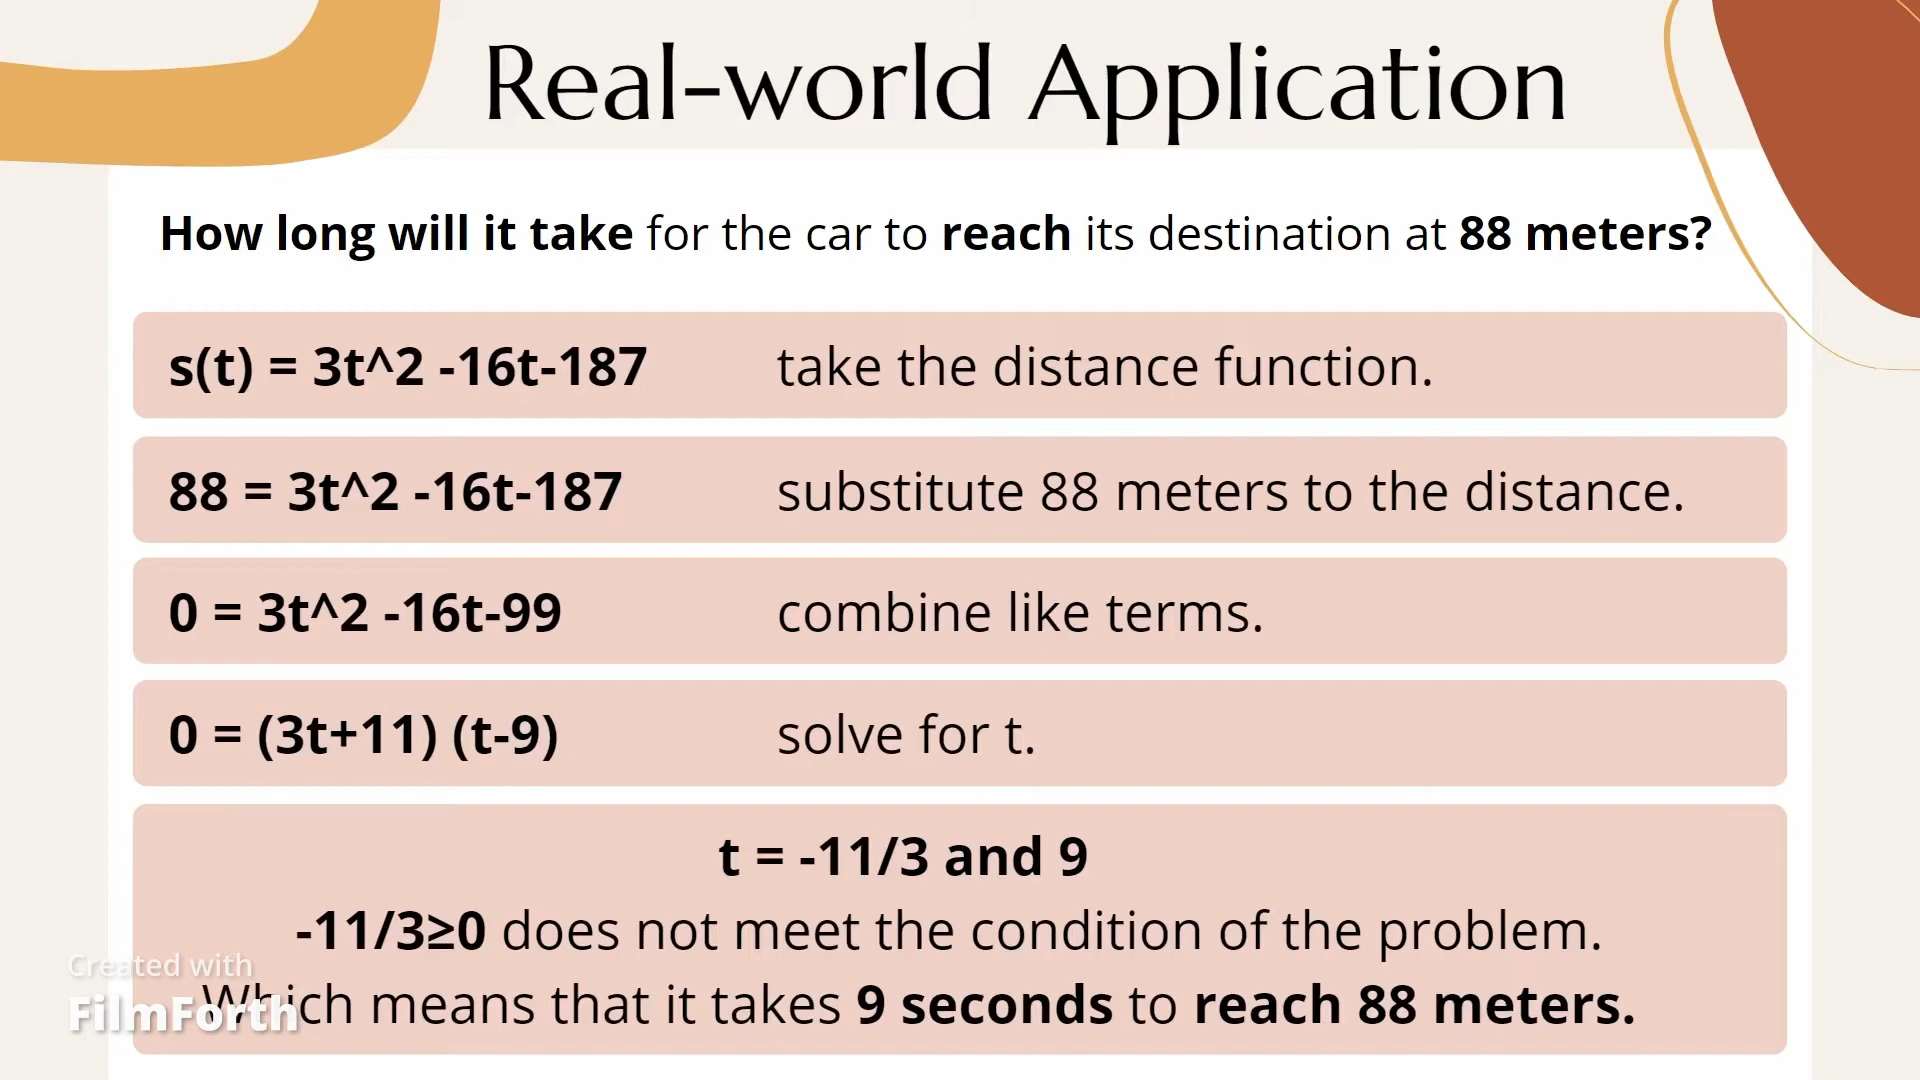 Real-world Application
How long will it take for the car to reach its destination at 88 meters?
s(t) = 3t^2 -16t-187 take the distance function.
88 = 3t^2 -16t-187 substitute 88 meters to the distance.
0 = 3t^2 -16t-99 combine like terms.
0 = (3t+11) (t-9) solve for t.
t = -11/3 and 9
-11/3≥0 does not meet the condition of the problem.
Which means that it takes 9 seconds to reach 88 meters.
Created with
FilmForth